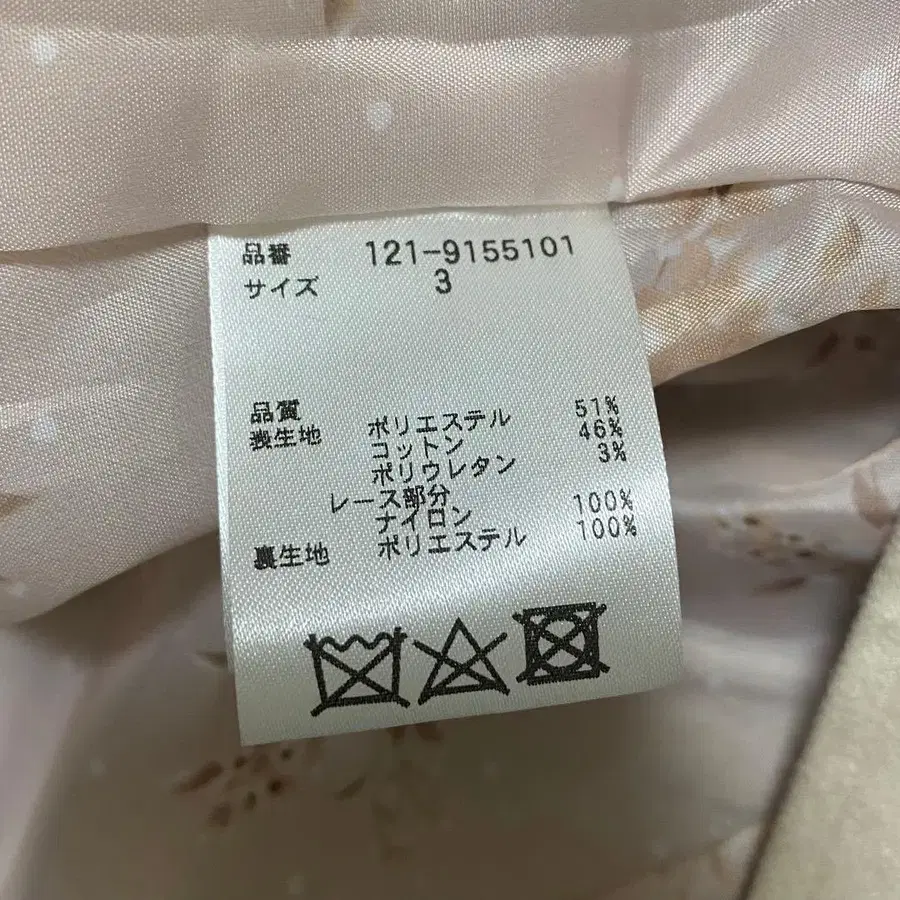 品番 121-9155101
サイズ 3
品質
表生地 ポリエステル 51%
コットン 46%
ポリウレタン 3%
レース部分
ナイロン 100%
裏生地 ポリエステル 100%